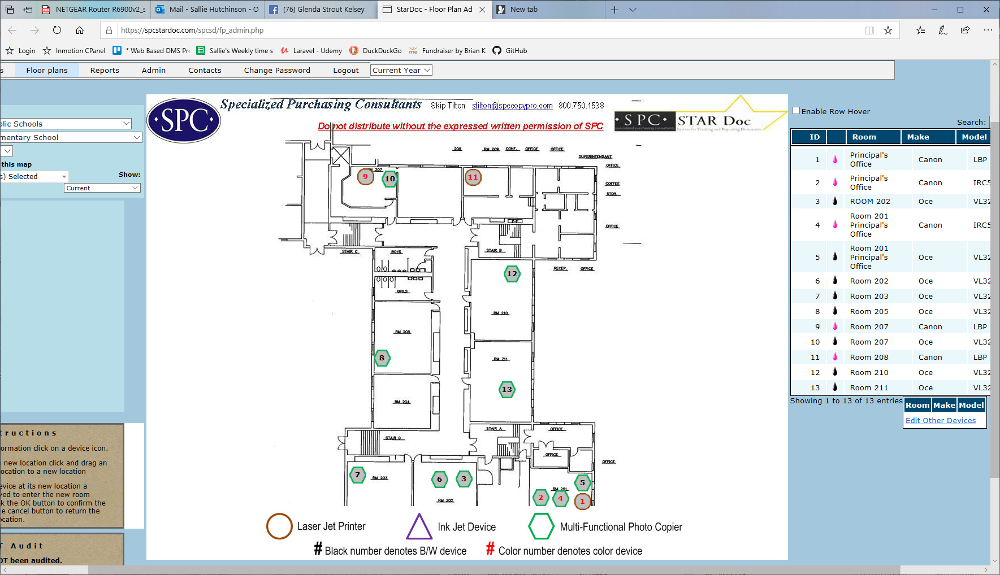 NETGEAR Router R6900v2_s
Mail - Sallie Hutchinson - O
(76) Glenda Strout Kelsey
StarDoc - Floor Plan Ad
New tab
https://spcstardoc.com/spcsd/fp_admin.php
Login
Inmotion CPanel
* Web Based DMS Pr
Sallie's Weekly time s
Laravel - Udemy
DuckDuckGo
Fundraiser by Brian K
GitHub
s
Floor plans
Reports
Admin
Contacts
Change Password
Logout
Current Year
SPC
Specialized Purchasing Consultants
Skip Tilton
stilton@spccopypro.com
800.750.1538
Do not distribute without the expressed written permission of SPC
SPC STAR Doc
specialized purchasing consultants
System for Tracking and Reporting Documents
olic Schools
mentary School
this map
s) Selected
Show:
Current
Enable Row Hover
Search:
ID Room Make Model
1 Principal's Office Canon LBP
2 Principal's Office Canon IRC5
3 ROOM 202 Oce VL32
4 Room 201 Principal's Office Canon IRC5
5 Room 201 Principal's Office Oce VL32
6 Room 202 Oce VL32
7 Room 203 Oce VL32
8 Room 205 Oce VL32
9 Room 207 Canon LBP
10 Room 207 Oce VL32
11 Room 208 Canon LBP
12 Room 210 Oce VL32
13 Room 211 Oce VL32
Showing 1 to 13 of 13 entries
Room Make Model
Edit Other Devices
208
RM 209
CONF.
OFFICE
OFFICE
SUPERINTENDANT
OFFICE
COFFEE
STOR.
OFFICE
RM 207
9
10
11
STAIR C
BOYS
STAIR B
RECEP.
OFFICE
12
GIRLS
RM 210
RM 205
8
RM 211
13
RM 204
STAIR D
STAIR A
OFFICE
OFFICE
OFFICE
7
RM 203
6
3
RM 202
5
RM 201
2
4
1
tructions
ormation click on a device icon.
new location click and drag an
ocation to a new location
evice at its new location a
ved to enter the new room
k the OK button to confirm the
e cancel button to return the
ocation.
T Audit
OT been audited.
Laser Jet Printer
Ink Jet Device
Multi-Functional Photo Copier
# Black number denotes B/W device
# Color number denotes color device